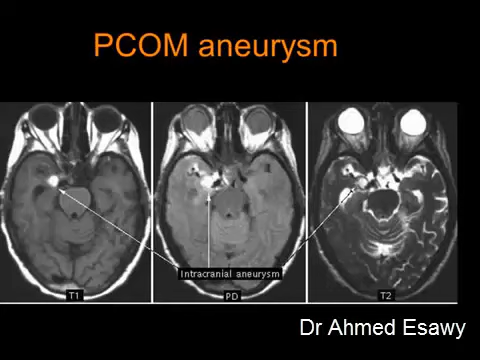 PCOM aneurysm
Intracranial aneurysm
T1
PD
T2
Dr Ahmed Esawy